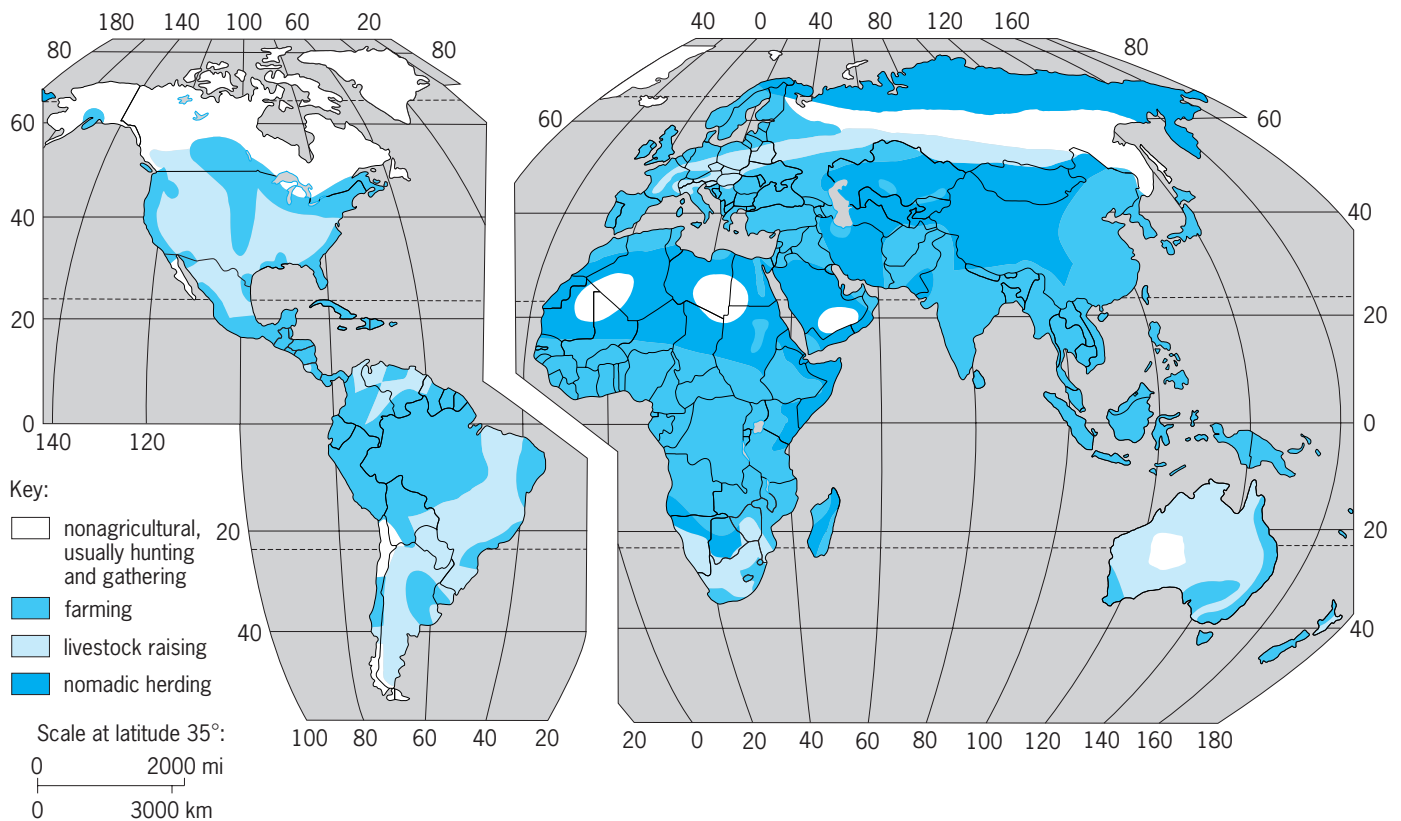 180 140 100 60 20
40 0 40 80 120 160
80 80
80
60
60 60
40
40
20
20
0
0
140 120
Key:
nonagricultural,
usually hunting
and gathering
farming
livestock raising
nomadic herding
20
20
40
40
100 80 60 40 20
20 0 20 40 60 80 100 120 140 160 180
Scale at latitude 35°:
0 2000 mi
0 3000 km